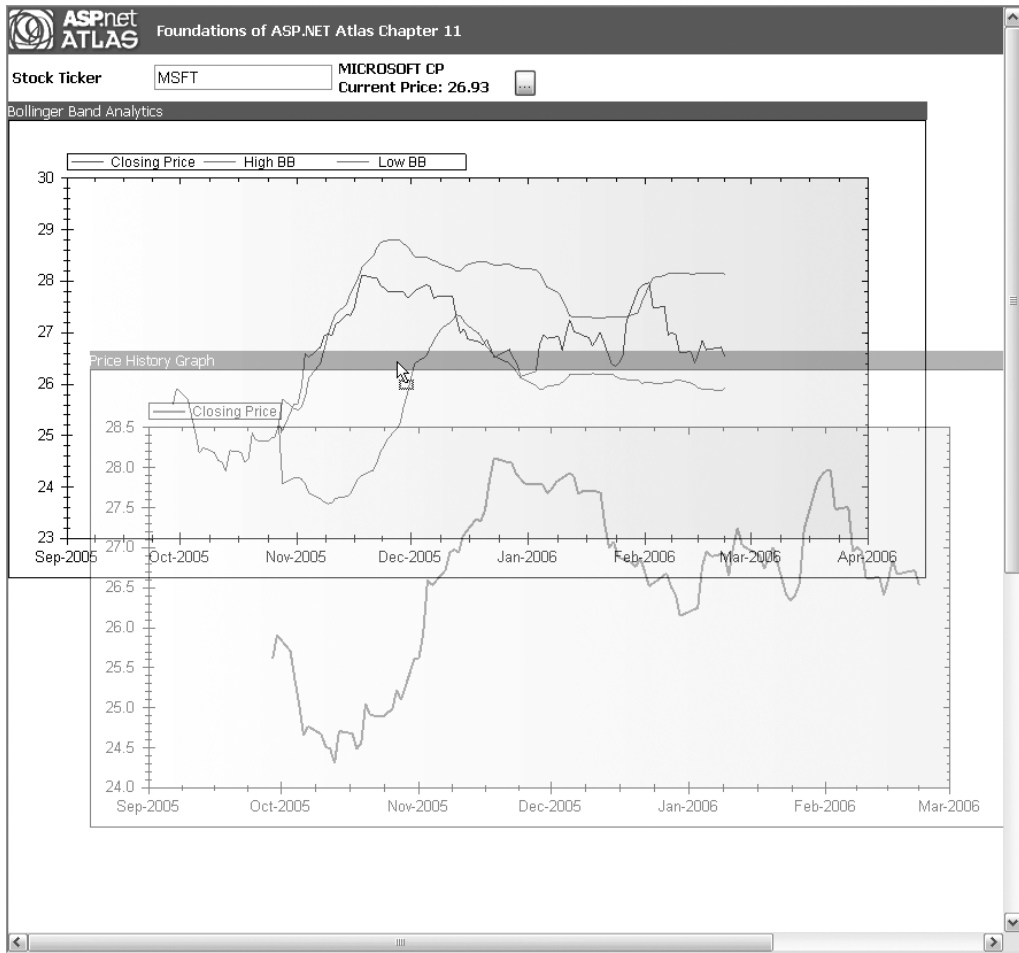 ASP.net
ATLAS
Foundations of ASP.NET Atlas Chapter 11
Stock Ticker
MSFT
MICROSOFT CP
Current Price: 26.93
...
Bollinger Band Analytics
Closing Price High BB Low BB
30
29
28
27
26
25
24
23
Sep-2005 Oct-2005 Nov-2005 Dec-2005 Jan-2006 Feb-2006 Mar-2006 Apr-2006
Price History Graph
Closing Price
28.5
28.0
27.5
27.0
26.5
26.0
25.5
25.0
24.5
24.0
Sep-2005 Oct-2005 Nov-2005 Dec-2005 Jan-2006 Feb-2006 Mar-2006